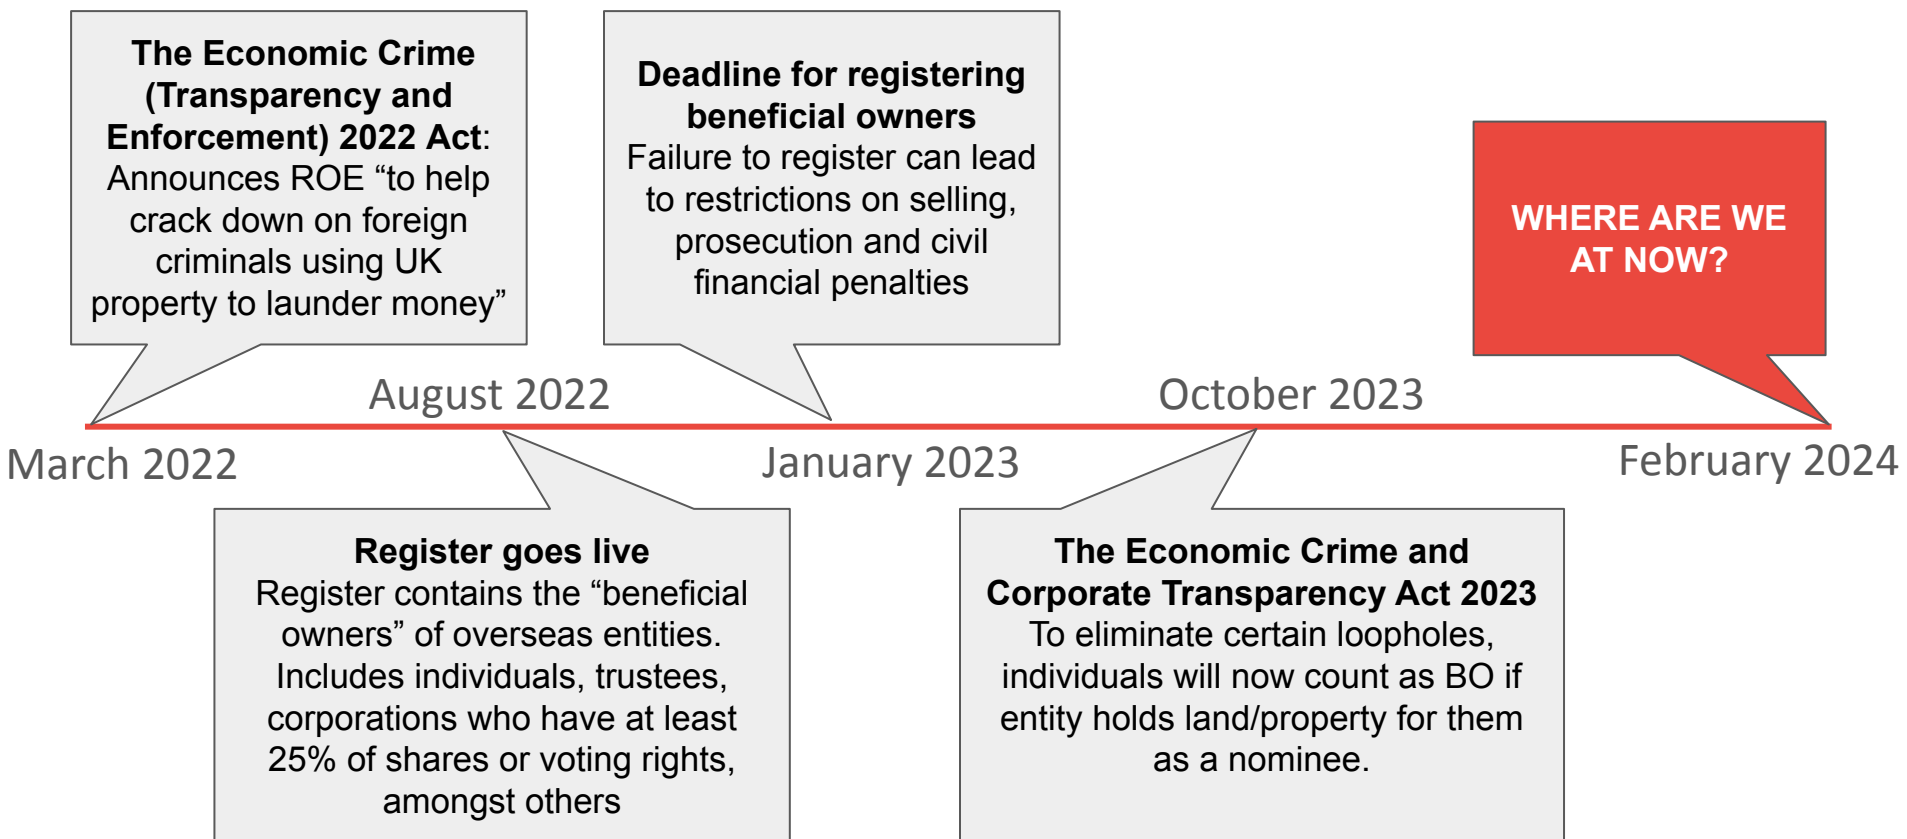 The Economic Crime
(Transparency and
Enforcement) 2022 Act:
Announces ROE “to help
crack down on foreign
criminals using UK
property to launder money”
Deadline for registering
beneficial owners
Failure to register can lead
to restrictions on selling,
prosecution and civil
financial penalties
WHERE ARE WE
AT NOW?
August 2022
October 2023
March 2022
January 2023
February 2024
Register goes live
Register contains the “beneficial
owners” of overseas entities.
Includes individuals, trustees,
corporations who have at least
25% of shares or voting rights,
amongst others
The Economic Crime and
Corporate Transparency Act 2023
To eliminate certain loopholes,
individuals will now count as BO if
entity holds land/property for them
as a nominee.